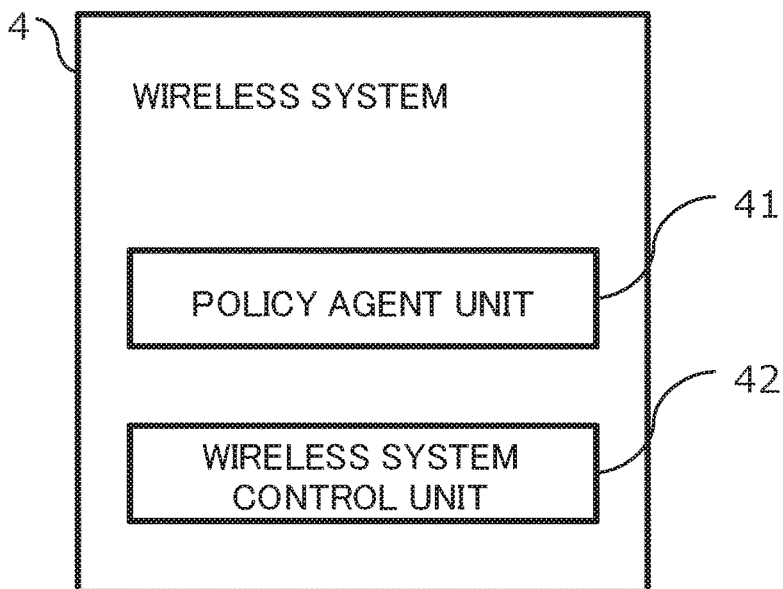 4
WIRELESS SYSTEM
41
POLICY AGENT UNIT
42
WIRELESS SYSTEM
CONTROL UNIT